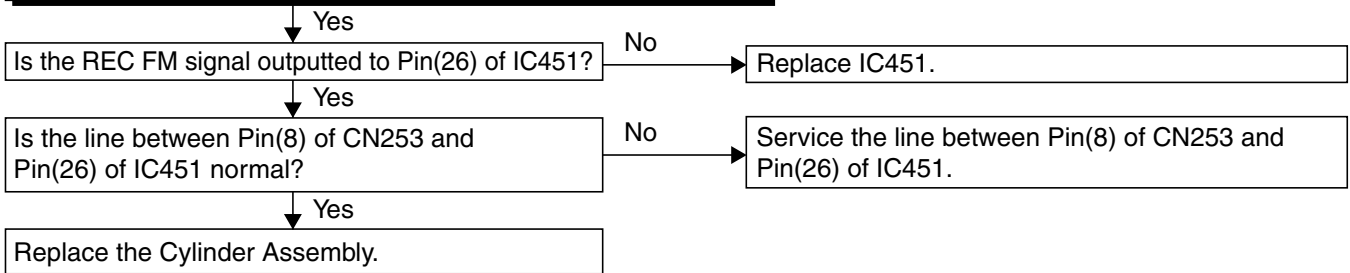 Yes
Is the REC FM signal outputted to Pin(26) of IC451?
No
Replace IC451.
Yes
Is the line between Pin(8) of CN253 and
Pin(26) of IC451 normal?
No
Service the line between Pin(8) of CN253 and
Pin(26) of IC451.
Yes
Replace the Cylinder Assembly.